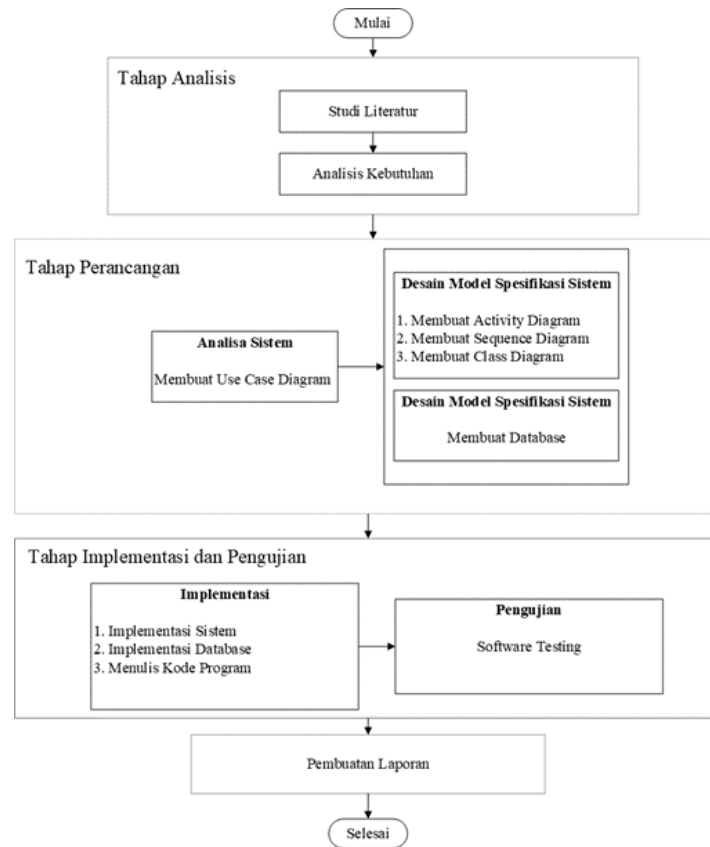 Mulai
Tahap Analisis
Studi Literatur
Analisis Kebutuhan
Tahap Perancangan
Analisa Sistem
Membuat Use Case Diagram
Desain Model Spesifikasi Sistem
1. Membuat Activity Diagram
2. Membuat Sequence Diagram
3. Membuat Class Diagram
Desain Model Spesifikasi Sistem
Membuat Database
Tahap Implementasi dan Pengujian
Implementasi
1. Implementasi Sistem
2. Implementasi Database
3. Menulis Kode Program
Pengujian
Software Testing
Pembuatan Laporan
Selesai